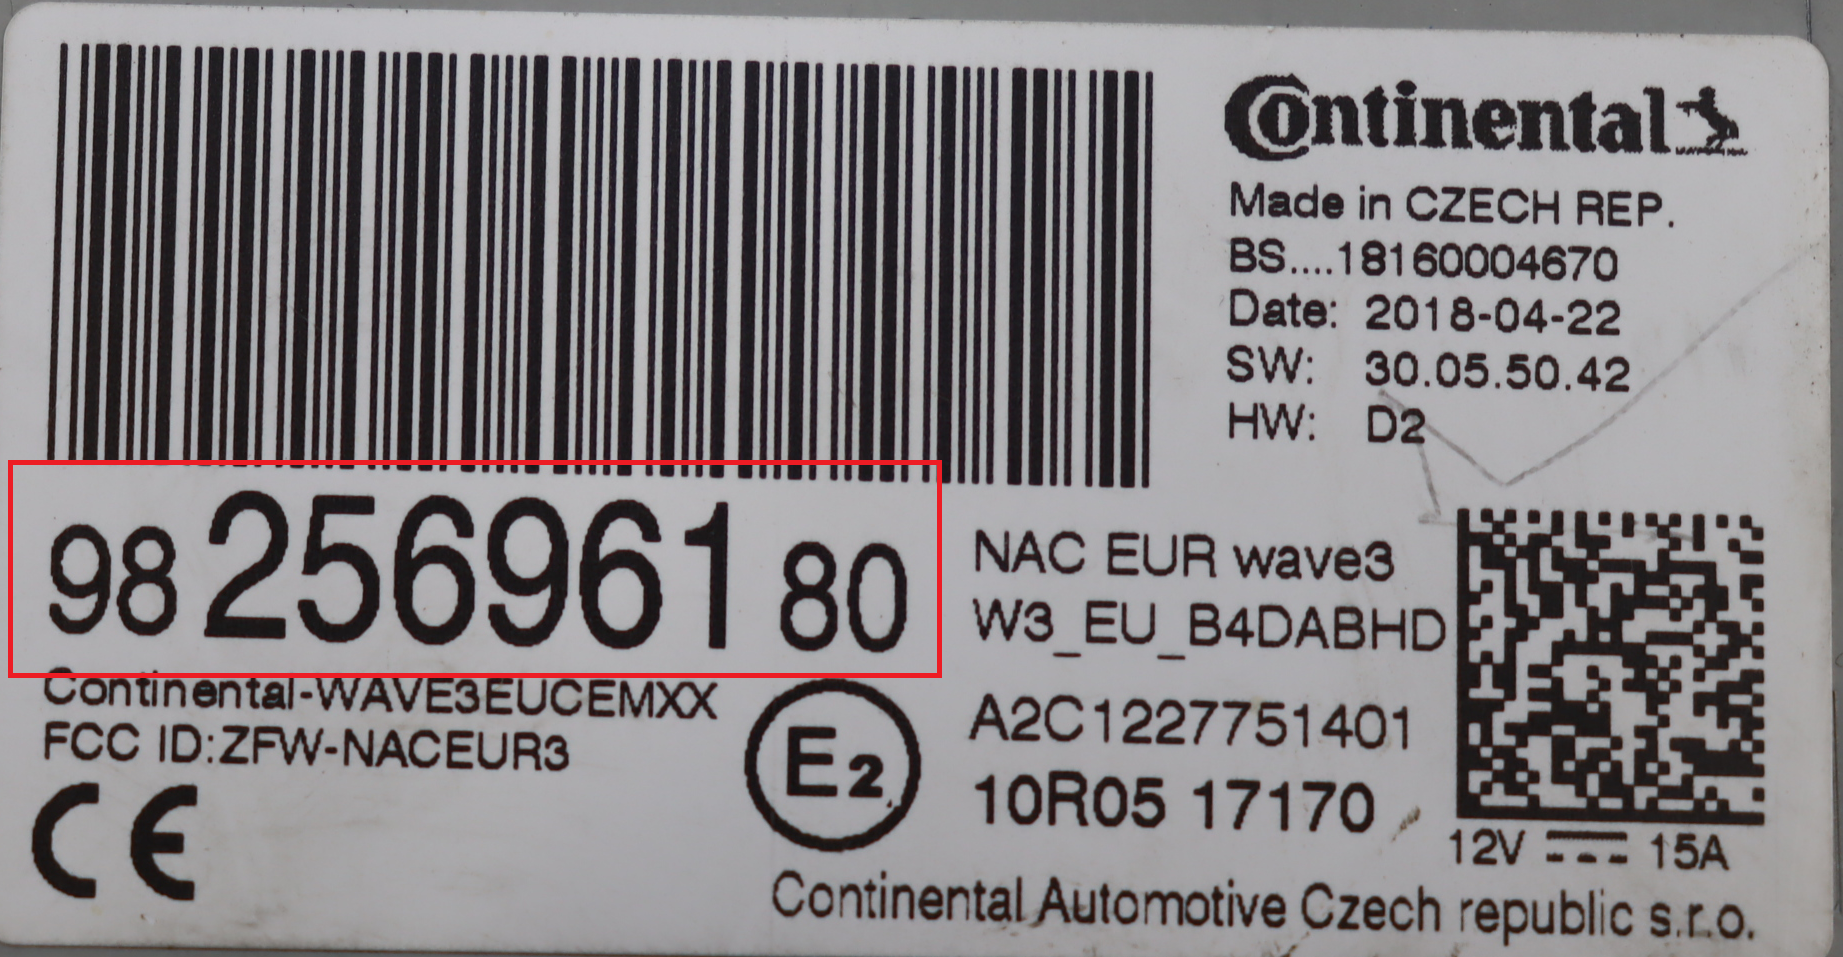 Continental
Made in CZECH REP.
BS....18160004670
Date: 2018-04-22
SW: 30.05.50.42
HW: D2
98 256961 80
NAC EUR wave3
W3_EU_B4DABHD
Continental-WAVE3EUCEMXX
FCC ID:ZFW-NACEUR3
CE
E2
A2C1227751401
10R05 17170
12V 15A
Continental Automotive Czech republic s.r.o.